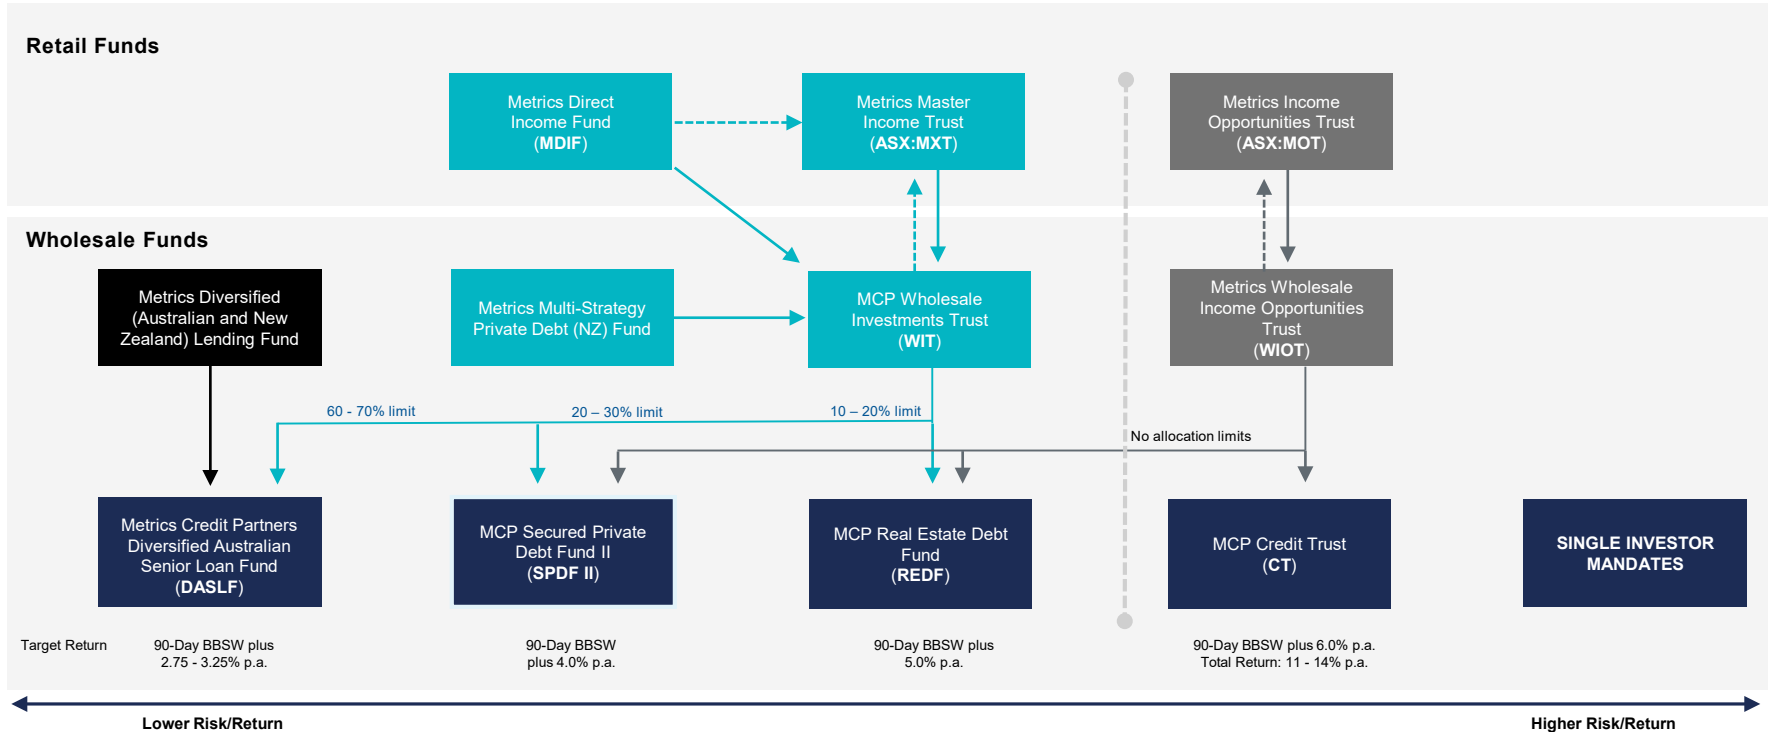 Retail Funds
Metrics Direct
Income Fund
(MDIF)
Metrics Master
Income Trust
(ASX:MXT)
Metrics Income
Opportunities Trust
(ASX:MOT)
Wholesale Funds
Metrics Diversified
(Australian and New
Zealand) Lending Fund
Metrics Multi-Strategy
Private Debt (NZ) Fund
MCP Wholesale
Investments Trust
(WIT)
Metrics Wholesale
Income Opportunities
Trust
(WIOT)
60 - 70% limit
20 – 30% limit
10 – 20% limit
No allocation limits
Metrics Credit Partners
Diversified Australian
Senior Loan Fund
(DASLF)
MCP Secured Private
Debt Fund II
(SPDF II)
MCP Real Estate Debt
Fund
(REDF)
MCP Credit Trust
(CT)
SINGLE INVESTOR
MANDATES
Target Return
90-Day BBSW plus
2.75 - 3.25% p.a.
90-Day BBSW
plus 4.0% p.a.
90-Day BBSW plus
5.0% p.a.
90-Day BBSW plus 6.0% p.a.
Total Return: 11 - 14% p.a.
Lower Risk/Return
Higher Risk/Return